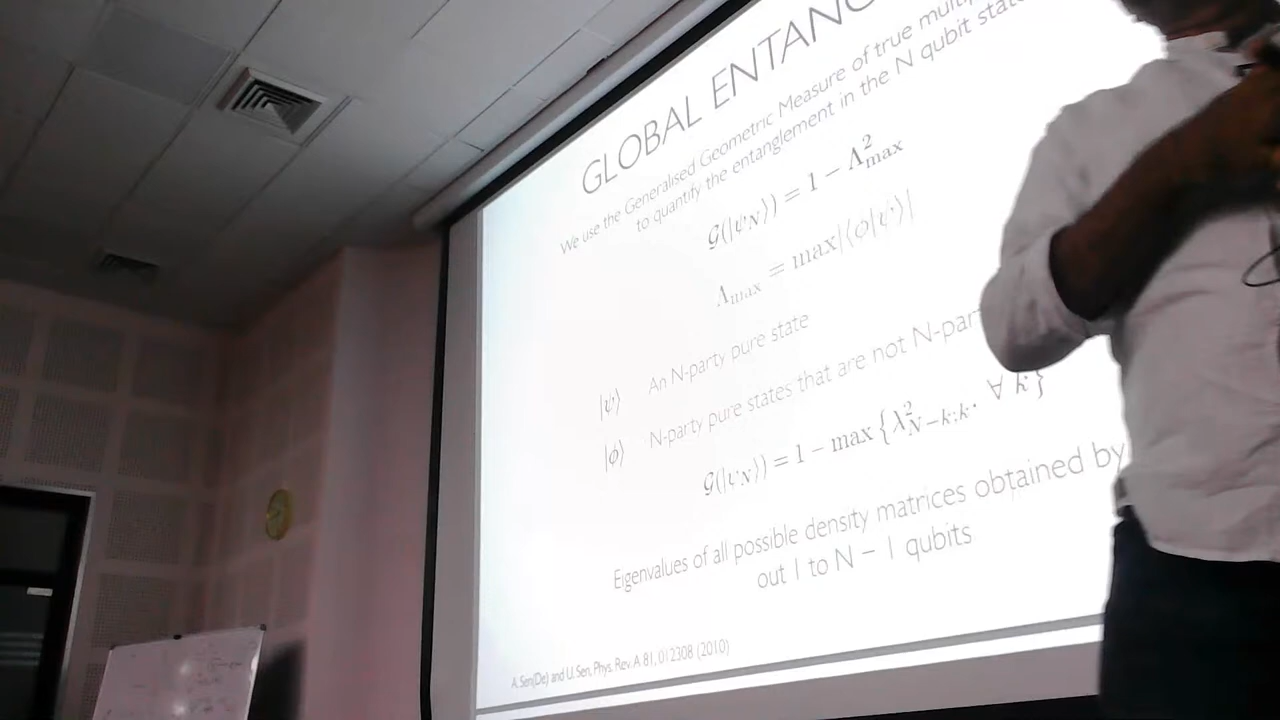 GLOBAL ENTANG
We use the Generalised Geometric Measure of true
to quantify the entanglement in the N qubit
𝒢(|ψ_N⟩) = 1 − Λ²_max
Λ_max = max|⟨ϕ|ψ⟩|
|ψ⟩ An N-party pure state
|ϕ⟩ N-party pure states that are not
𝒢(|ψ_N⟩) = 1 − max {λ²_{N−k:k}, ∀ k}
Eigenvalues of all possible density matrices obtained by
out 1 to N − 1 qubits
A. Sen(De) and U. Sen, Phys. Rev. A 81, 012308 (2010)